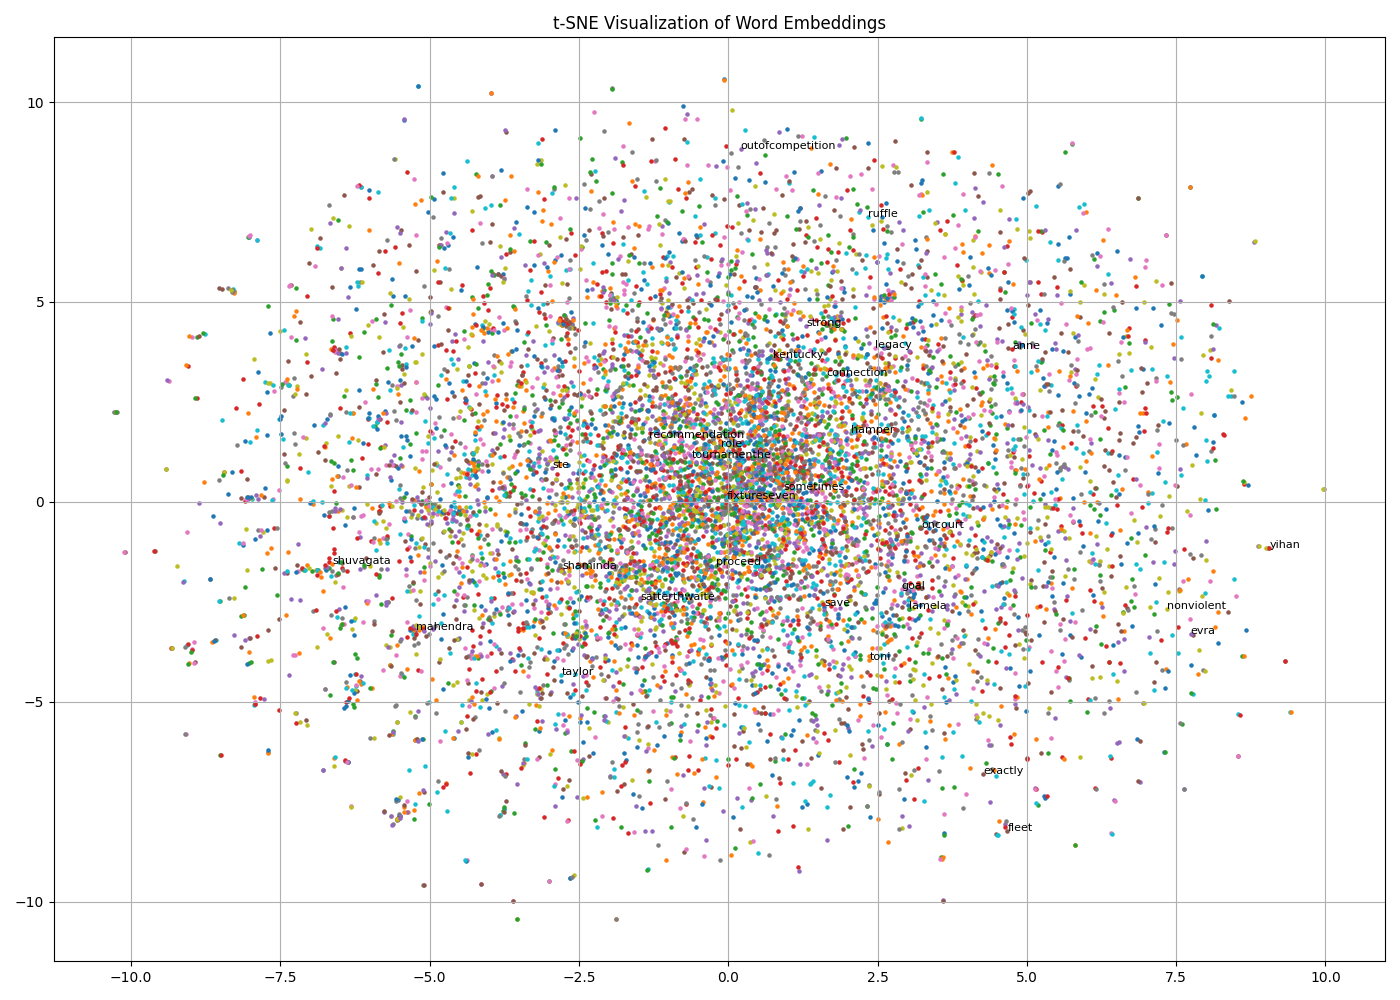 t-SNE Visualization of Word Embeddings
10
outofcompetition
ruffle
5
strong
legacy
anne
kentucky
connection
hamper
recommendation
role
tournamenthe
ste
sometimes
fixtureseven
0
oncourt
yihan
shuvagata
proceed
shaminda
goal
satterthwaite
save
lamela
nonviolent
mahendra
evra
toni
taylor
−5
exactly
fleet
−10
−10.0 −7.5 −5.0 −2.5 0.0 2.5 5.0 7.5 10.0